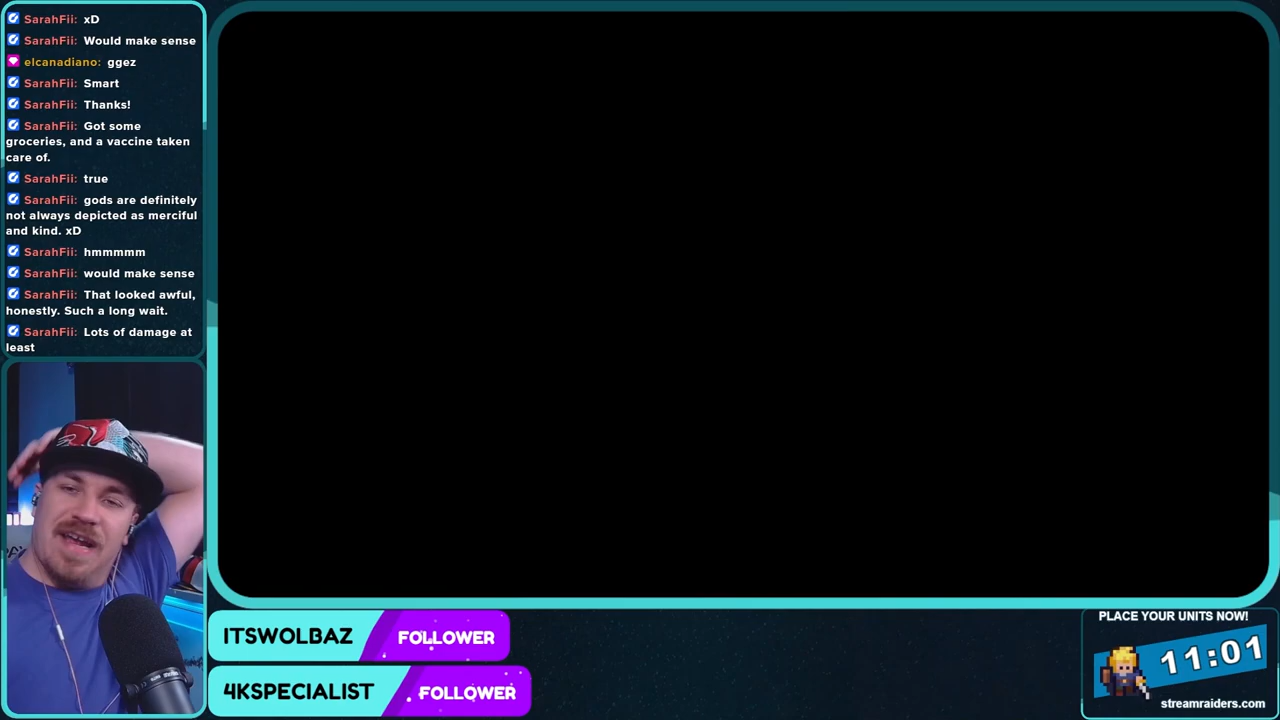 SarahFii: xD
SarahFii: Would make sense
elcanadiano: ggez
SarahFii: Smart
SarahFii: Thanks!
SarahFii: Got some
groceries, and a vaccine taken
care of.
SarahFii: true
SarahFii: gods are definitely
not always depicted as merciful
and kind. xD
SarahFii: hmmmmm
SarahFii: would make sense
SarahFii: That looked awful,
honestly. Such a long wait.
SarahFii: Lots of damage at
least
ITSWOLBAZ FOLLOWER
4KSPECIALIST FOLLOWER
PLACE YOUR UNITS NOW!
11:01
streamraiders.com